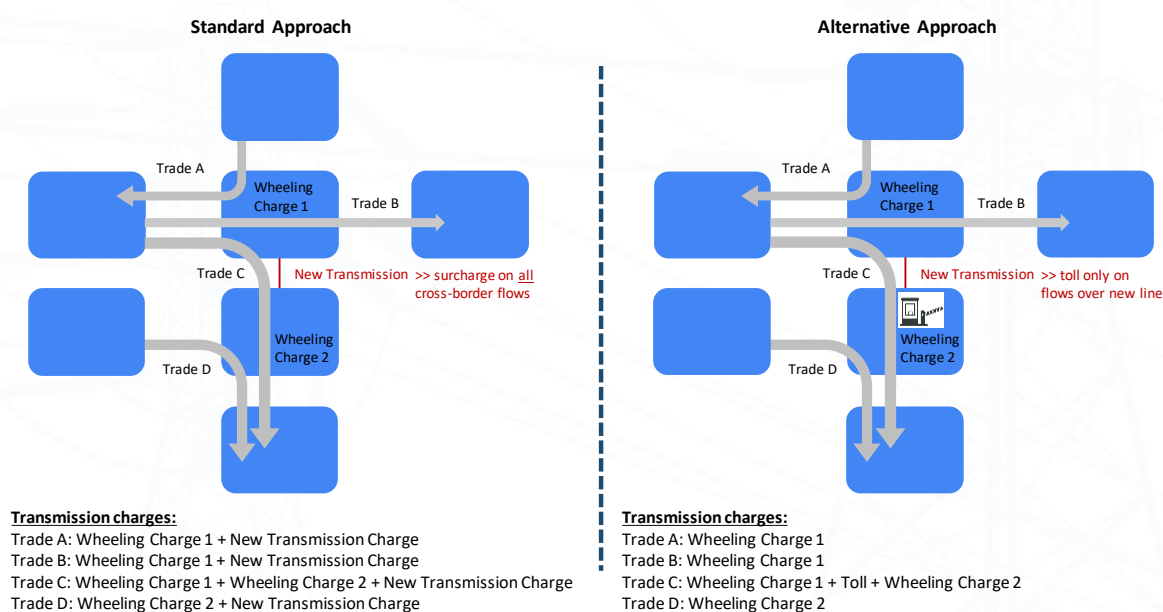 Standard Approach
Trade A
Wheeling
Charge 1
Trade B
Trade C
New Transmission >> surcharge on all
cross-border flows
Wheeling
Charge 2
Trade D
Transmission charges:
Trade A: Wheeling Charge 1 + New Transmission Charge
Trade B: Wheeling Charge 1 + New Transmission Charge
Trade C: Wheeling Charge 1 + Wheeling Charge 2 + New Transmission Charge
Trade D: Wheeling Charge 2 + New Transmission Charge
Alternative Approach
Trade A
Wheeling
Charge 1
Trade B
Trade C
New Transmission >> toll only on
flows over new line
Wheeling
Charge 2
Trade D
Transmission charges:
Trade A: Wheeling Charge 1
Trade B: Wheeling Charge 1
Trade C: Wheeling Charge 1 + Toll + Wheeling Charge 2
Trade D: Wheeling Charge 2